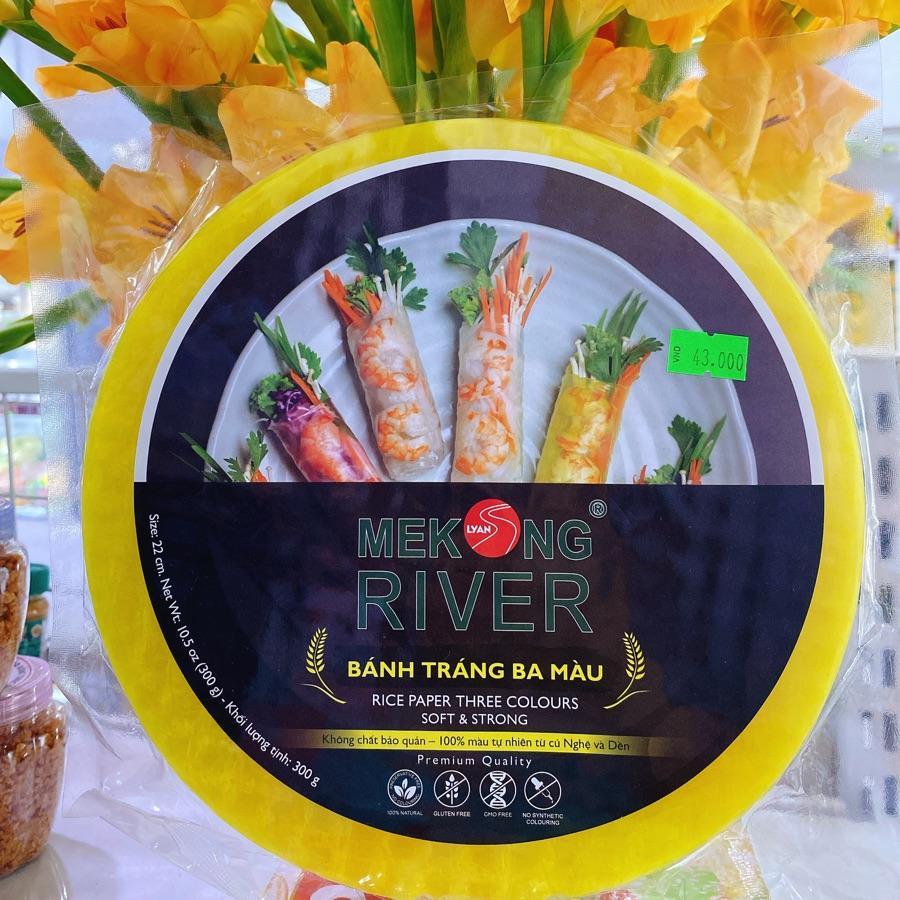 VND 43.000
MEKONG ®
LYAN
RIVER
BÁNH TRÁNG BA MÀU
RICE PAPER THREE COLOURS
SOFT & STRONG
Không chất bảo quản – 100% màu tự nhiên từ củ Nghệ và Dền
Premium Quality
100% NATURAL
GLUTEN FREE
GMO FREE
NO SYNTHETIC
COLOURING
Size: 22 cm. Net Wt: 10.5 oz (300 g) - Khối lượng tịnh: 300 g